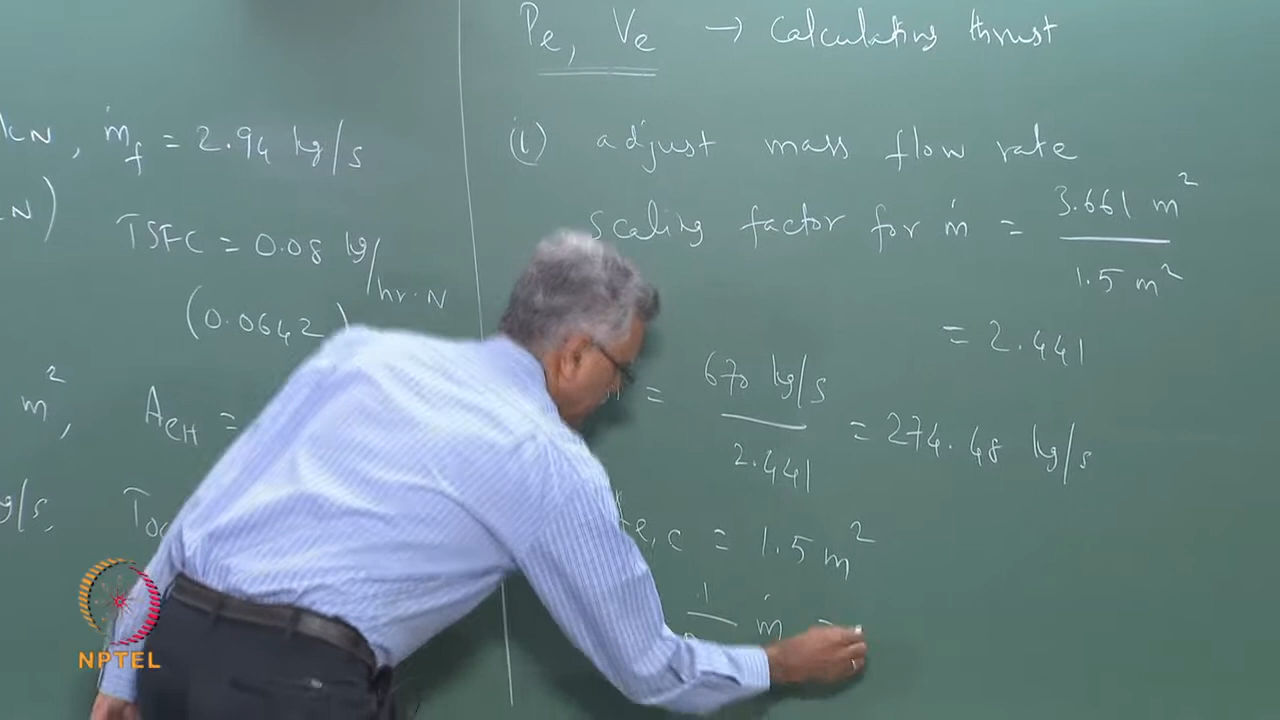 kN, ṁf = 2.94 kg/s
N) TSFC = 0.08 kg/hr.N
(0.0642
m², AeH =
g/s,
Pe, Ve → Calculating thrust
(i) adjust mass flow rate
Scaling factor for ṁ = 3.661 m² / 1.5 m²
= 2.441
= 670 kg/s / 2.441 = 274.48 kg/s
e,c = 1.5 m²
ṁ =
NPTEL